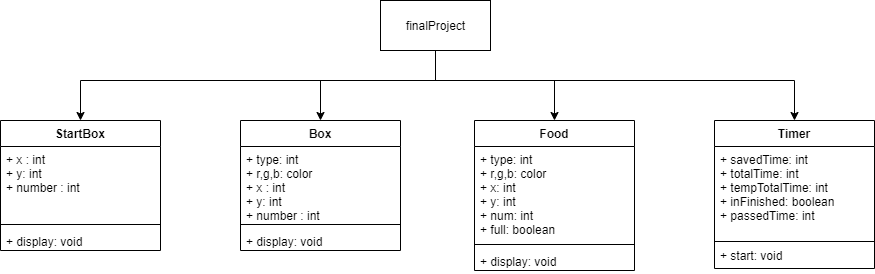 finalProject
StartBox
+ x : int
+ y: int
+ number : int
+ display: void
Box
+ type: int
+ r,g,b: color
+ x : int
+ y: int
+ number : int
+ display: void
Food
+ type: int
+ r,g,b: color
+ x: int
+ y: int
+ num: int
+ full: boolean
+ display: void
Timer
+ savedTime: int
+ totalTime: int
+ tempTotalTime: int
+ inFinished: boolean
passedTime: int
+ start: void